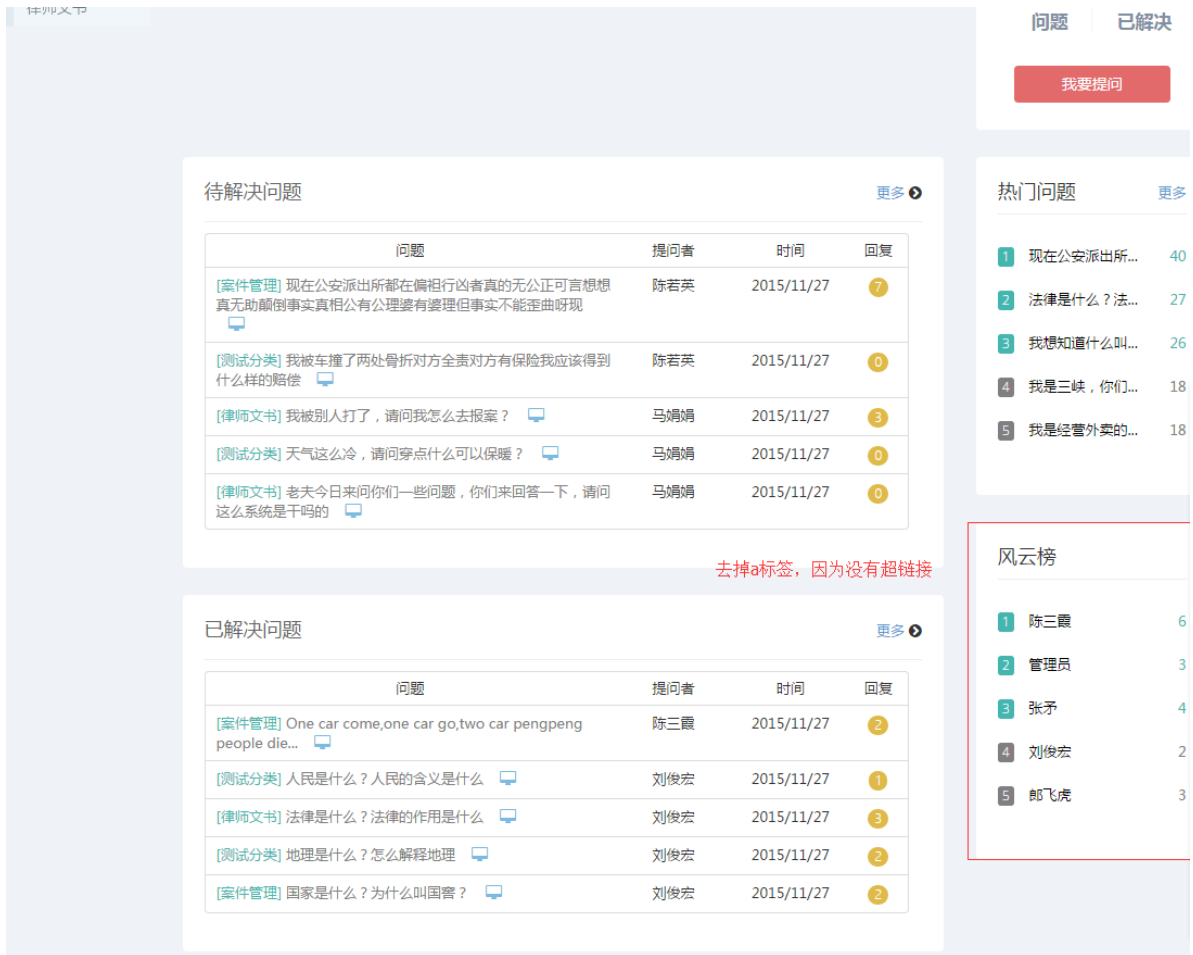 律师文书
问题 已解决
我要提问
待解决问题 更多
问题 提问者 时间 回复
[案件管理] 现在公安派出所都在偏袒行凶者真的无公正可言想想 陈若英 2015/11/27 7
真无助颠倒事实真相公有公理婆有婆理但事实不能歪曲呀现
[测试分类] 我被车撞了两处骨折对方全责对方有保险我应该得到 陈若英 2015/11/27 0
什么样的赔偿
[律师文书] 我被别人打了，请问我怎么去报案？ 马娟娟 2015/11/27 3
[测试分类] 天气这么冷，请问穿点什么可以保暖？ 马娟娟 2015/11/27 0
[律师文书] 老夫今日来问你们一些问题，你们来回答一下，请问 马娟娟 2015/11/27 0
这么系统是干吗的
去掉a标签，因为没有超链接
已解决问题 更多
问题 提问者 时间 回复
[案件管理] One car come,one car go,two car pengpeng 陈三霞 2015/11/27 2
people die...
[测试分类] 人民是什么？人民的含义是什么 刘俊宏 2015/11/27 1
[律师文书] 法律是什么？法律的作用是什么 刘俊宏 2015/11/27 3
[测试分类] 地理是什么？怎么解释地理 刘俊宏 2015/11/27 2
[案件管理] 国家是什么？为什么叫国窖？ 刘俊宏 2015/11/27 2
热门问题 更多
1 现在公安派出所... 40
2 法律是什么？法... 27
3 我想知道什么叫... 26
4 我是三峡，你们... 18
5 我是经营外卖的... 18
风云榜
1 陈三霞 6
2 管理员 3
3 张矛 4
4 刘俊宏 2
5 郎飞虎 3